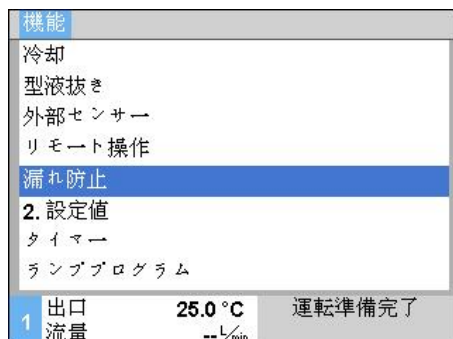 機能
冷却
型液抜き
外部センサー
リモート操作
漏れ防止
2. 設定値
タイマー
ランププログラム
1 出口 25.0 °C 運転準備完了
流量 -- L/min